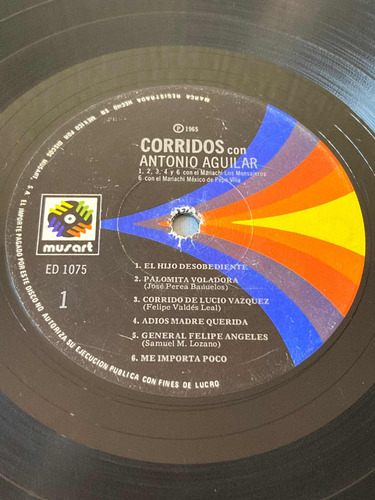 ℗ 1965
CORRIDOS con
ANTONIO AGUILAR
1, 2, 3, 4 y 6 con el Mariachi Los Mensajeros
6 con el Mariachi México de Pepe Villa
musart
ED 1075
1
1. EL HIJO DESOBEDIENTE
2. PALOMITA VOLADORA
(José Perea Bañuelos)
3. CORRIDO DE LUCIO VAZQUEZ
(Felipe Valdés Leal)
4. ADIOS MADRE QUERIDA
5. GENERAL FELIPE ANGELES
(Samuel M. Lozano)
6. ME IMPORTA POCO
MARCA REGISTRADA HECHO EN MEXICO POR DISCOS MUSART, S.A. EL IMPORTE PAGADO POR ESTE DISCO NO AUTORIZA SU EJECUCION PUBLICA CON FINES DE LUCRO